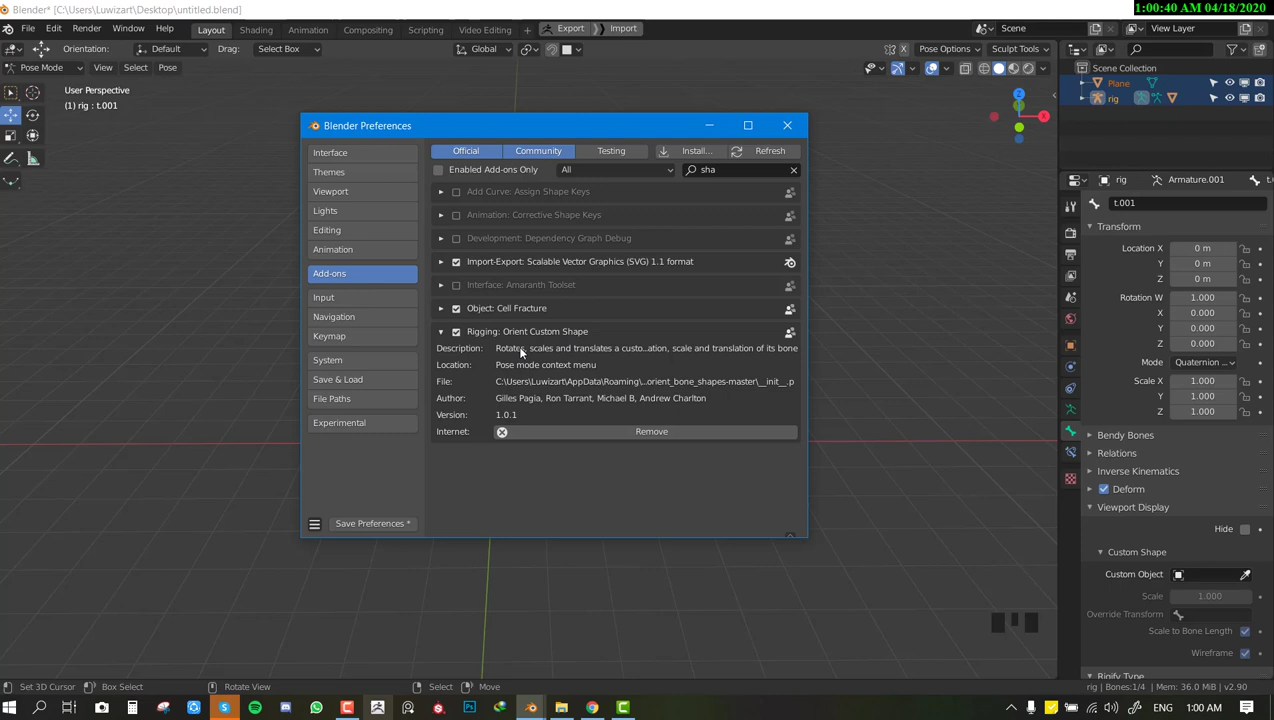 Blender* [C:\Users\Luwizart\Desktop\untitled.blend]
1:00:40 AM 04/18/2020
File Edit Render Window Help Layout Shading Animation Compositing Scripting Video Editing + Export Import Scene View Layer
Orientation: Default Drag: Select Box Global X Pose Options Sculpt Tools
Pose Mode View Select Pose
Scene Collection
Plane
rig
User Perspective
(1) rig : t.001
Z
X
Blender Preferences
Interface
Themes
Viewport
Lights
Editing
Animation
Add-ons
Input
Navigation
Keymap
System
Save & Load
File Paths
Experimental
Save Preferences *
Official Community Testing Install... Refresh
Enabled Add-ons Only All sha
Add Curve: Assign Shape Keys
Animation: Corrective Shape Keys
Development: Dependency Graph Debug
Import-Export: Scalable Vector Graphics (SVG) 1.1 format
Interface: Amaranth Toolset
Object: Cell Fracture
Rigging: Orient Custom Shape
Description: Rotates, scales and translates a custo...ation, scale and translation of its bone
Location: Pose mode context menu
File: C:\Users\Luwizart\AppData\Roaming\...orient_bone_shapes-master\__init__.p
Author: Gilles Pagia, Ron Tarrant, Michael B, Andrew Charlton
Version: 1.0.1
Internet: Remove
rig Armature.001
t.001
Transform
Location X 0 m
Y 0 m
Z 0 m
Rotation W 1.000
X 0.000
Y 0.000
Z 0.000
Mode Quaternion
Scale X 1.000
Y 1.000
Z 1.000
Bendy Bones
Relations
Inverse Kinematics
Deform
Viewport Display
Hide
Custom Shape
Custom Object
Scale 1.000
Override Transform
Scale to Bone Length
Wireframe
Rigify Type
Set 3D Cursor Box Select Rotate View Select Move
rig | Bones:1/4 | Mem: 36.0 MiB | v2.90
1:00 AM